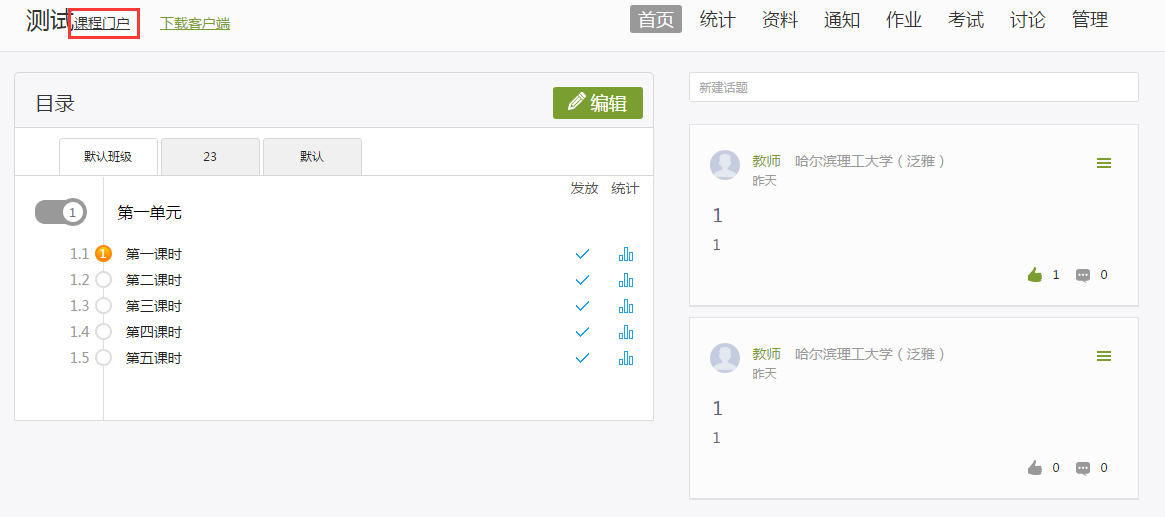 测试 课程门户 下载客户端 首页 统计 资料 通知 作业 考试 讨论 管理
目录 编辑
默认班级 23 默认
发放 统计
1 第一单元
1.1 1 第一课时
1.2 第二课时
1.3 第三课时
1.4 第四课时
1.5 第五课时
新建话题
教师 哈尔滨理工大学(泛雅)
昨天
1
1
1 0
教师 哈尔滨理工大学(泛雅)
昨天
1
1
0 0